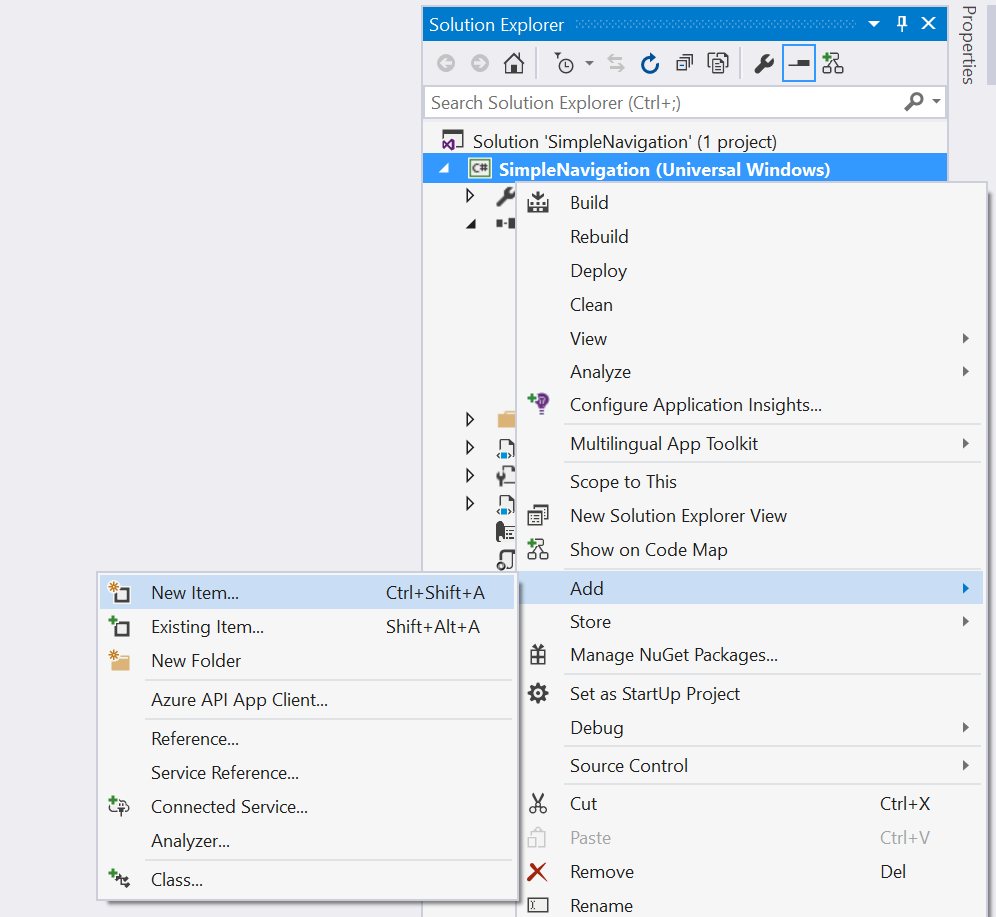 Solution Explorer
Properties
Search Solution Explorer (Ctrl+;)
Solution 'SimpleNavigation' (1 project)
C# SimpleNavigation (Universal Windows)
Build
Rebuild
Deploy
Clean
View
Analyze
Configure Application Insights...
Multilingual App Toolkit
Scope to This
New Solution Explorer View
Show on Code Map
Add
Store
Manage NuGet Packages...
Set as StartUp Project
Debug
Source Control
Cut Ctrl+X
Paste Ctrl+V
Remove Del
Rename
New Item... Ctrl+Shift+A
Existing Item... Shift+Alt+A
New Folder
Azure API App Client...
Reference...
Service Reference...
Connected Service...
Analyzer...
Class...